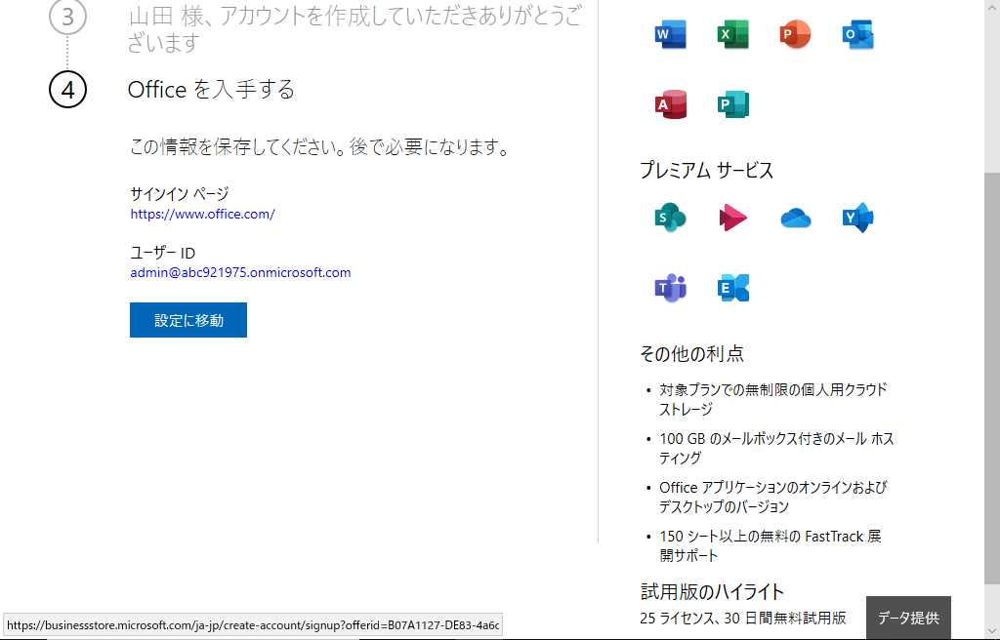 3
山田 様、アカウントを作成していただきありがとうご
ざいます
4
Office を入手する
この情報を保存してください。後で必要になります。
サインイン ページ
https://www.office.com/
ユーザー ID
admin@abc921975.onmicrosoft.com
設定に移動
W
X
P
O
A
P
プレミアム サービス
S
Y
T
E
その他の利点
• 対象プランでの無制限の個人用クラウド
ストレージ
• 100 GB のメールボックス付きのメール ホス
ティング
• Office アプリケーションのオンラインおよび
デスクトップのバージョン
• 150 シート以上の無料の FastTrack 展
開サポート
試用版のハイライト
25 ライセンス、30 日間無料試用版
データ提供
https://businessstore.microsoft.com/ja-jp/create-account/signup?offerid=B07A1127-DE83-4a6c